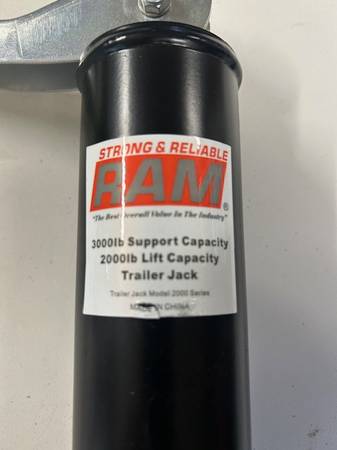 STRONG & RELIABLE
RAM®
"The Best Overall Value In The Industry"
3000lb Support Capacity
2000lb Lift Capacity
Trailer Jack
Trailer Jack Model 2000 Series
MADE IN CHINA